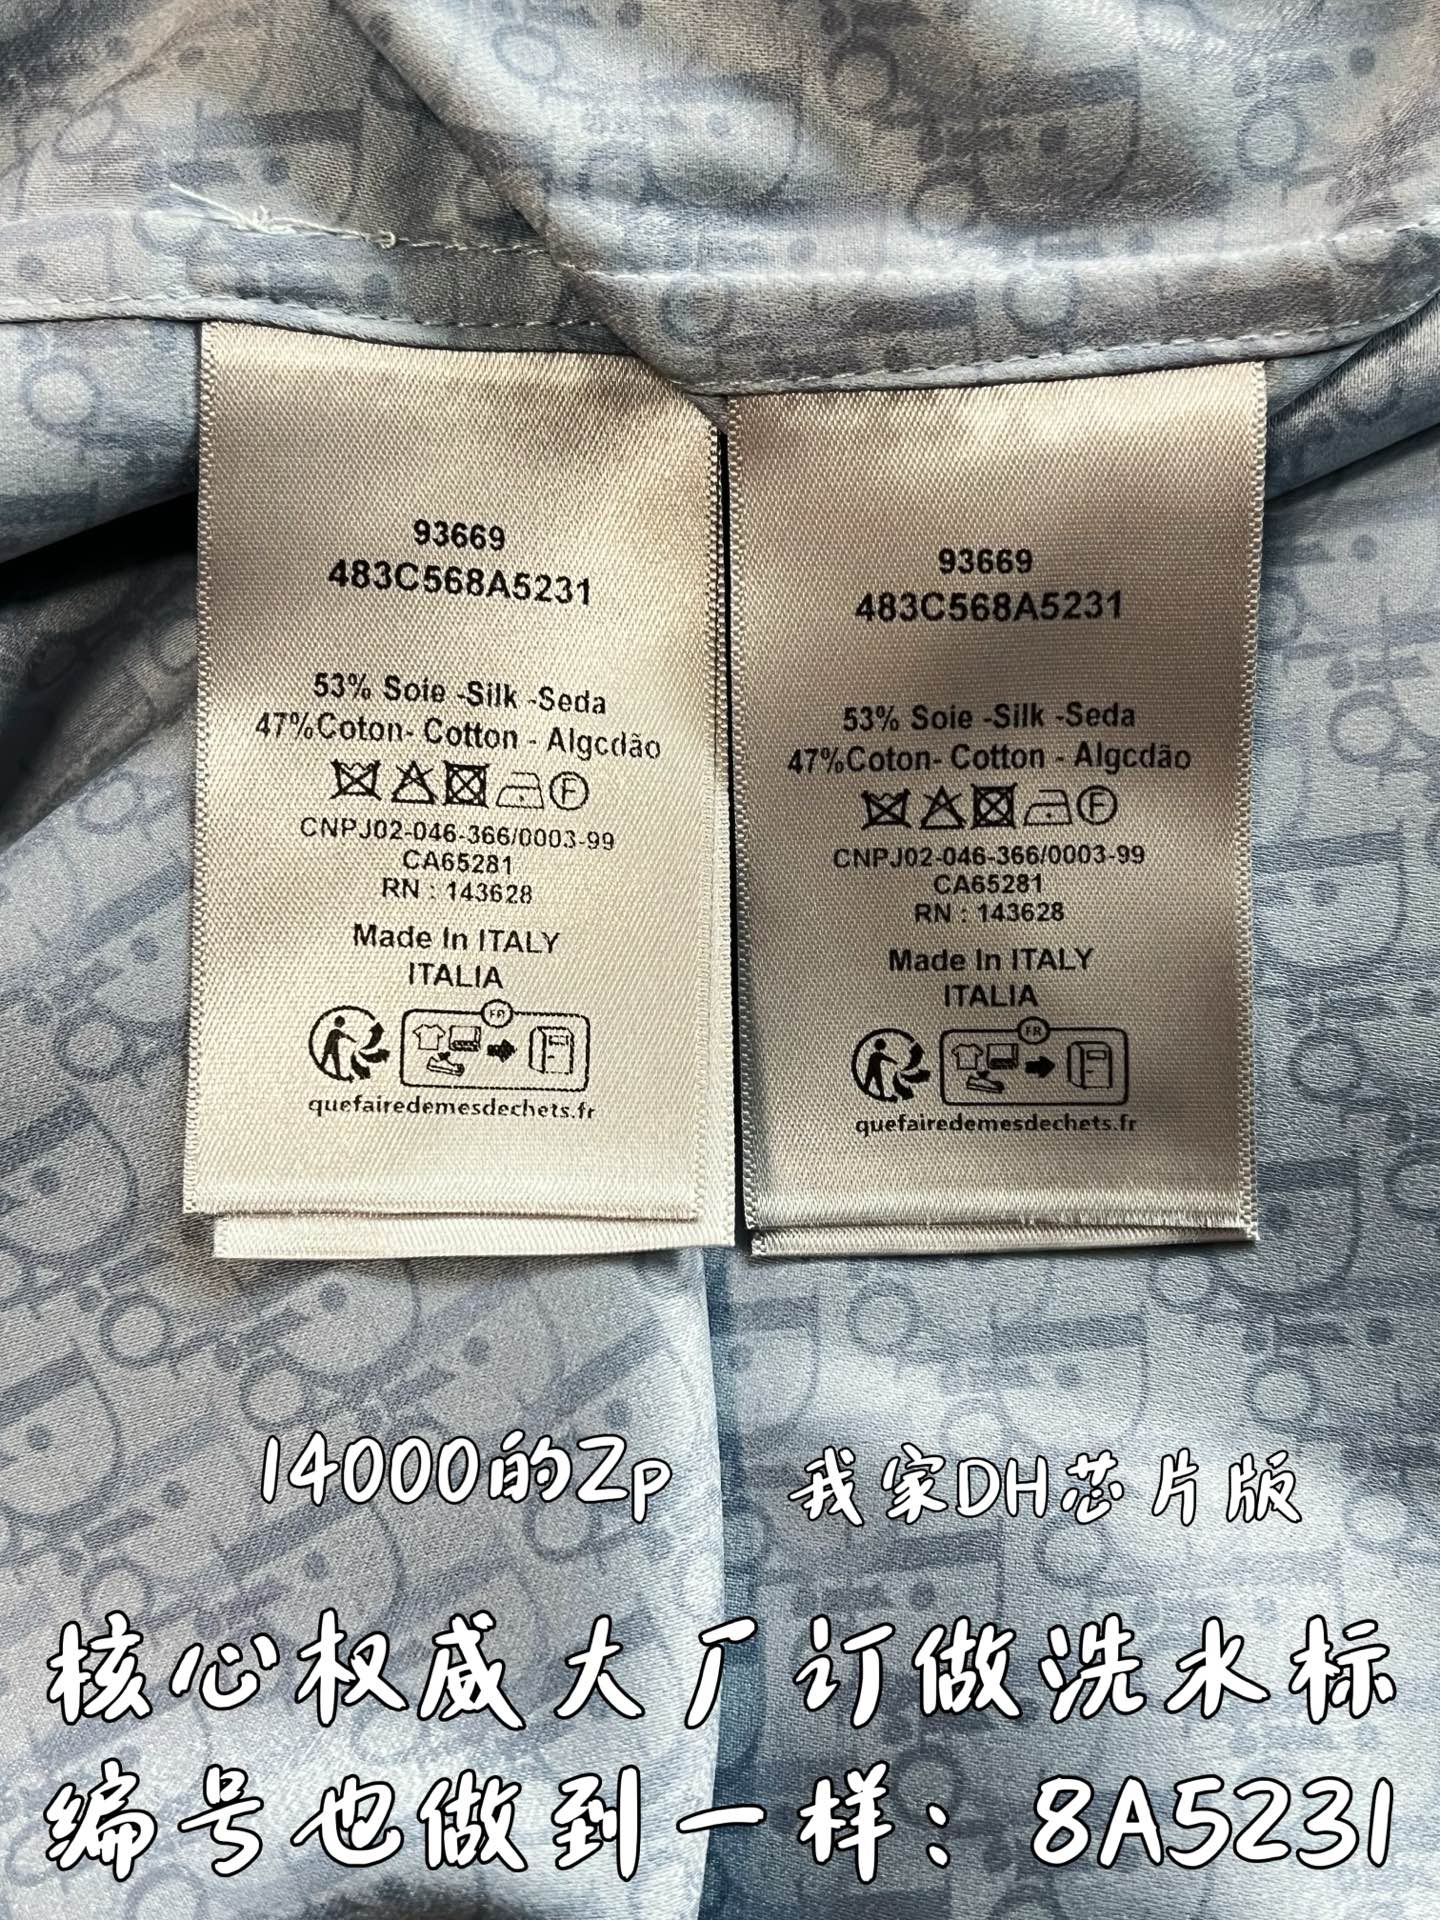 93669
483C568A5231
53% Soie -Silk -Seda
47%Coton- Cotton - Algcdão
F
CNPJ02-046-366/0003-99
CA65281
RN : 143628
Made In ITALY
ITALIA
FR
quefairedemesdechets.fr
93669
483C568A5231
53% Soie -Silk -Seda
47%Coton- Cotton - Algcdão
F
CNPJ02-046-366/0003-99
CA65281
RN : 143628
Made In ITALY
ITALIA
FR
quefairedemesdechets.fr
14000的Zp
我家DH芯片版
核心权威大厂订做洗水标
编号也做到一样：8A5231